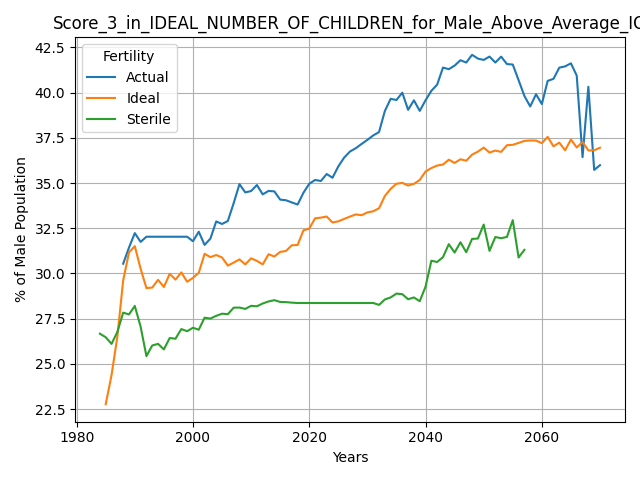 Score_3_in_IDEAL_NUMBER_OF_CHILDREN_for_Male_Above_Average_IQ
Fertility
Actual
Ideal
Sterile
% of Male Population
42.5
40.0
37.5
35.0
32.5
30.0
27.5
25.0
22.5
1980
2000
2020
2040
2060
Years